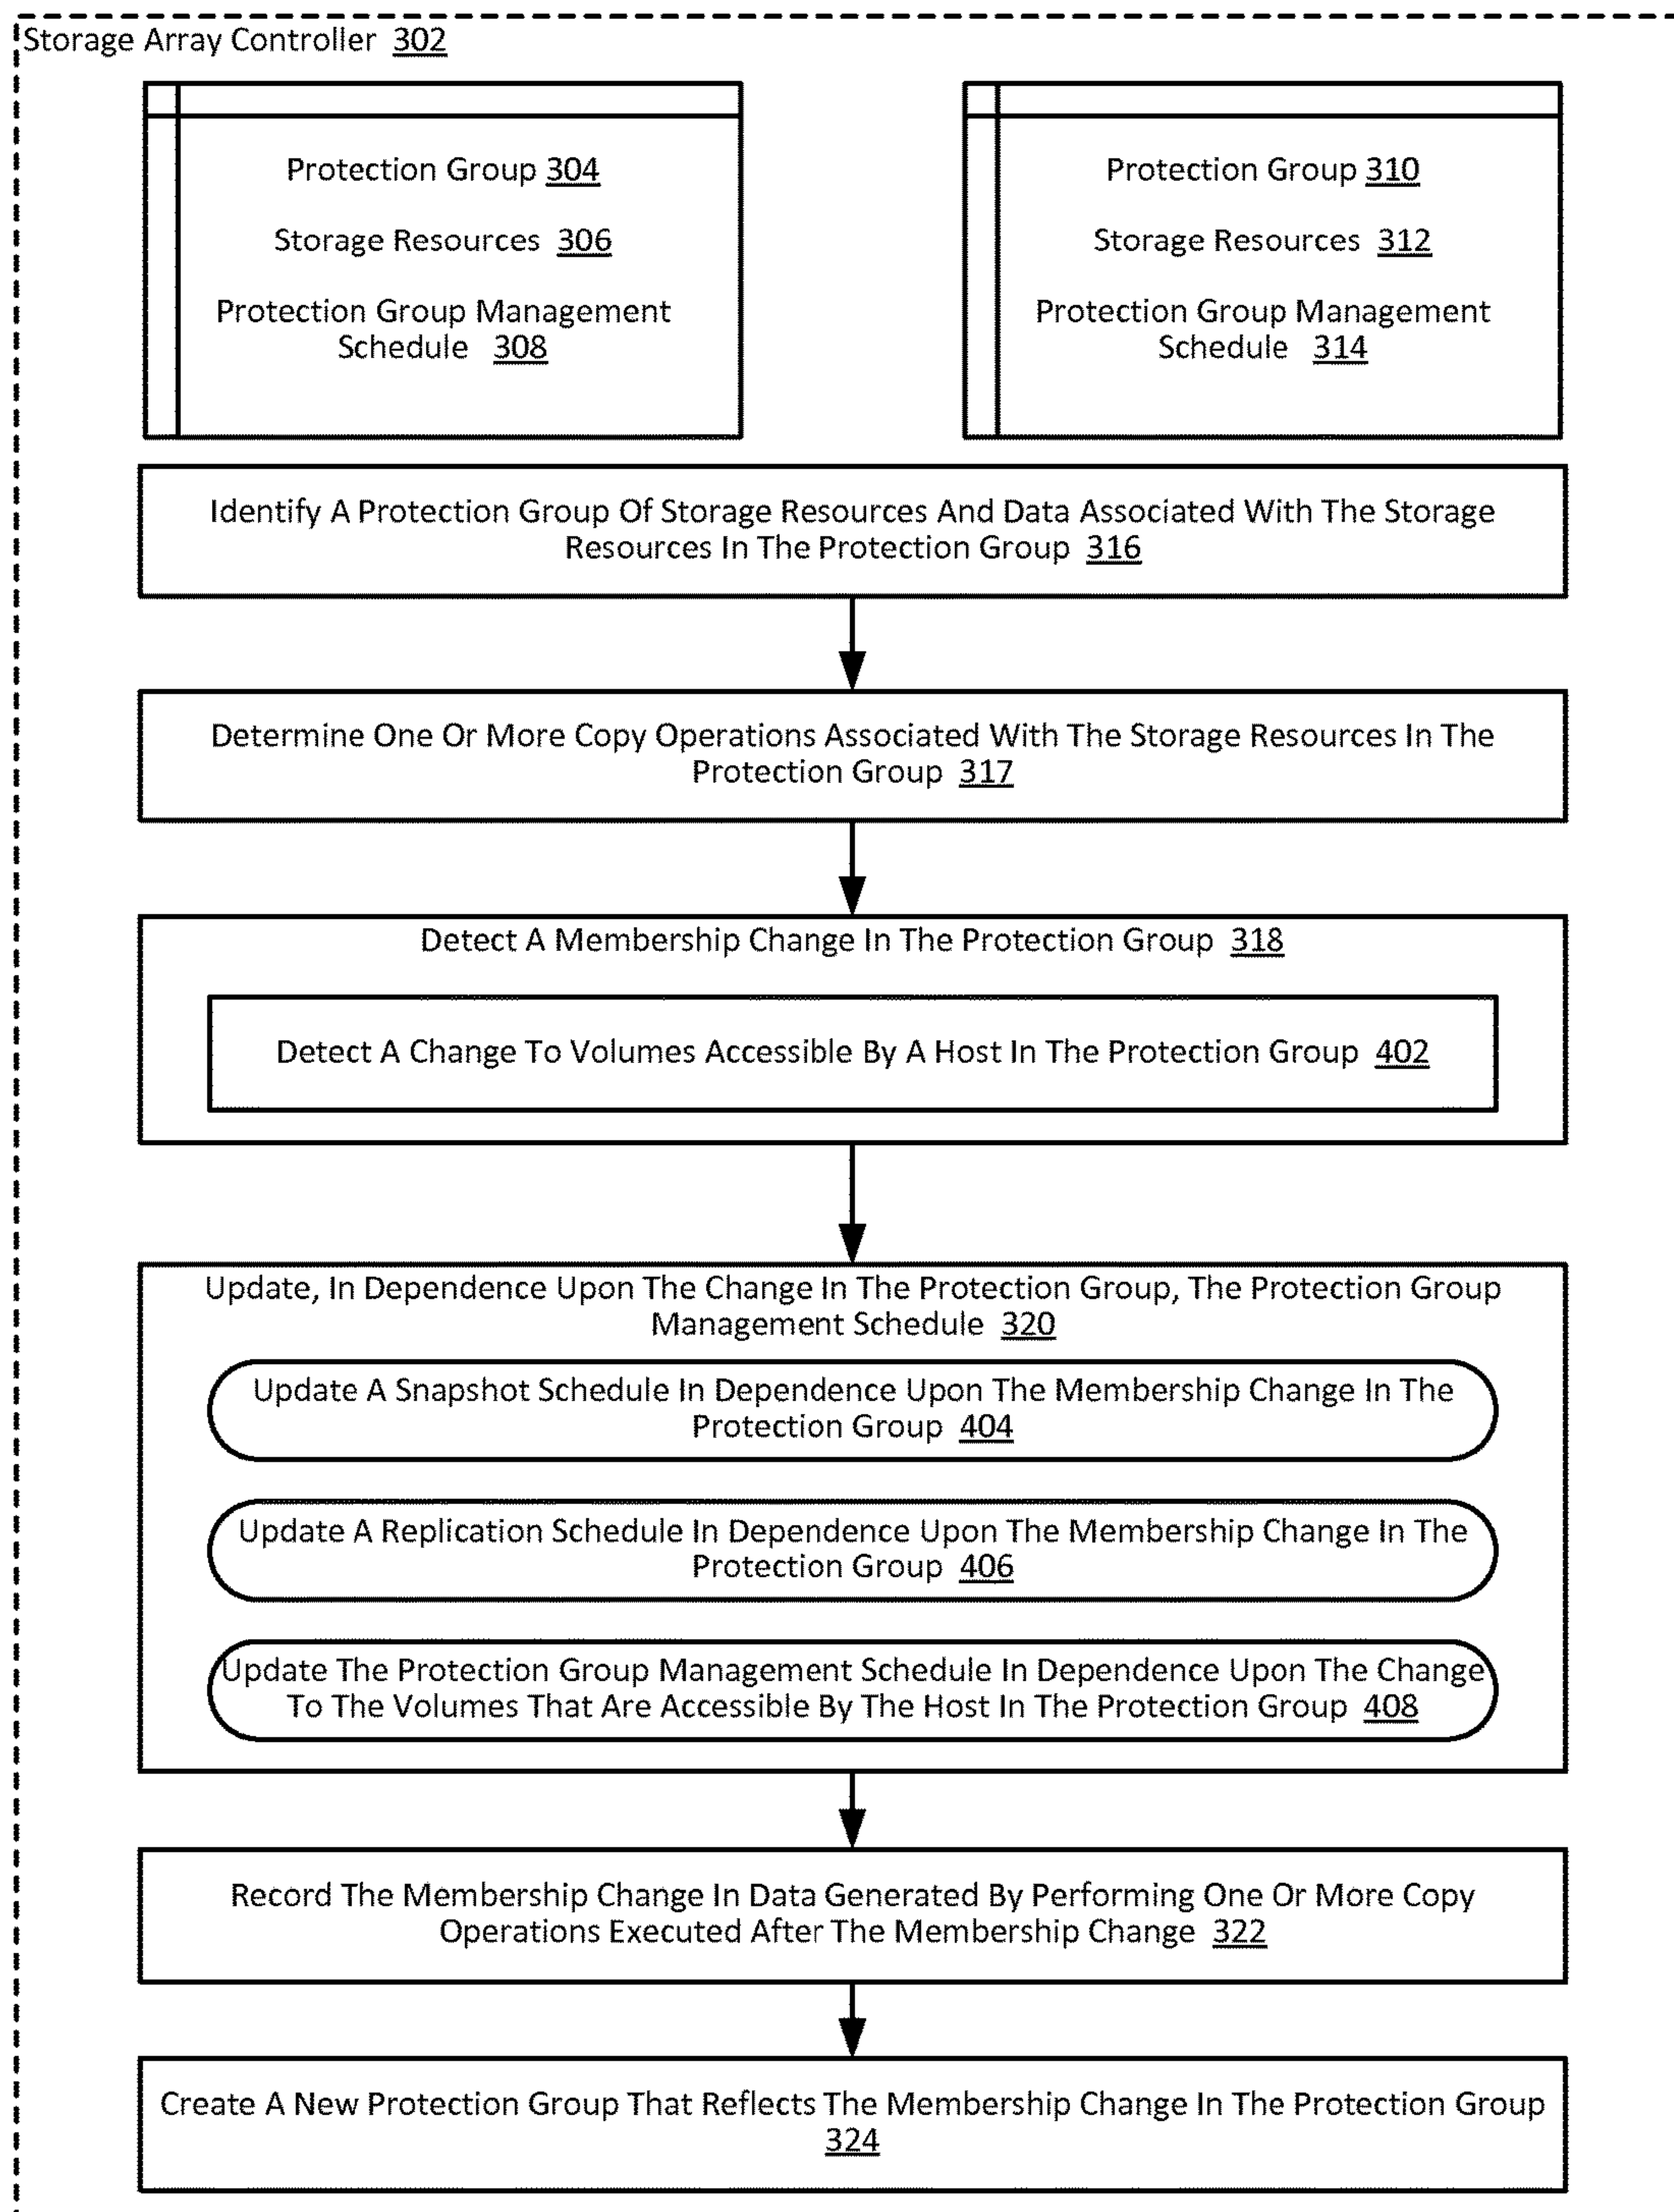 Storage Array Controller 302
Protection Group 304
Storage Resources 306
Protection Group Management
Schedule 308
Protection Group 310
Storage Resources 312
Protection Group Management
Schedule 314
Identify A Protection Group Of Storage Resources And Data Associated With The Storage
Resources In The Protection Group 316
Determine One Or More Copy Operations Associated With The Storage Resources In The
Protection Group 317
Detect A Membership Change In The Protection Group 318
Detect A Change To Volumes Accessible By A Host In The Protection Group 402
Update, In Dependence Upon The Change In The Protection Group, The Protection Group
Management Schedule 320
Update A Snapshot Schedule In Dependence Upon The Membership Change In The
Protection Group 404
Update A Replication Schedule In Dependence Upon The Membership Change In The
Protection Group 406
Update The Protection Group Management Schedule In Dependence Upon The Change
To The Volumes That Are Accessible By The Host In The Protection Group 408
Record The Membership Change In Data Generated By Performing One Or More Copy
Operations Executed After The Membership Change 322
Create A New Protection Group That Reflects The Membership Change In The Protection Group
324